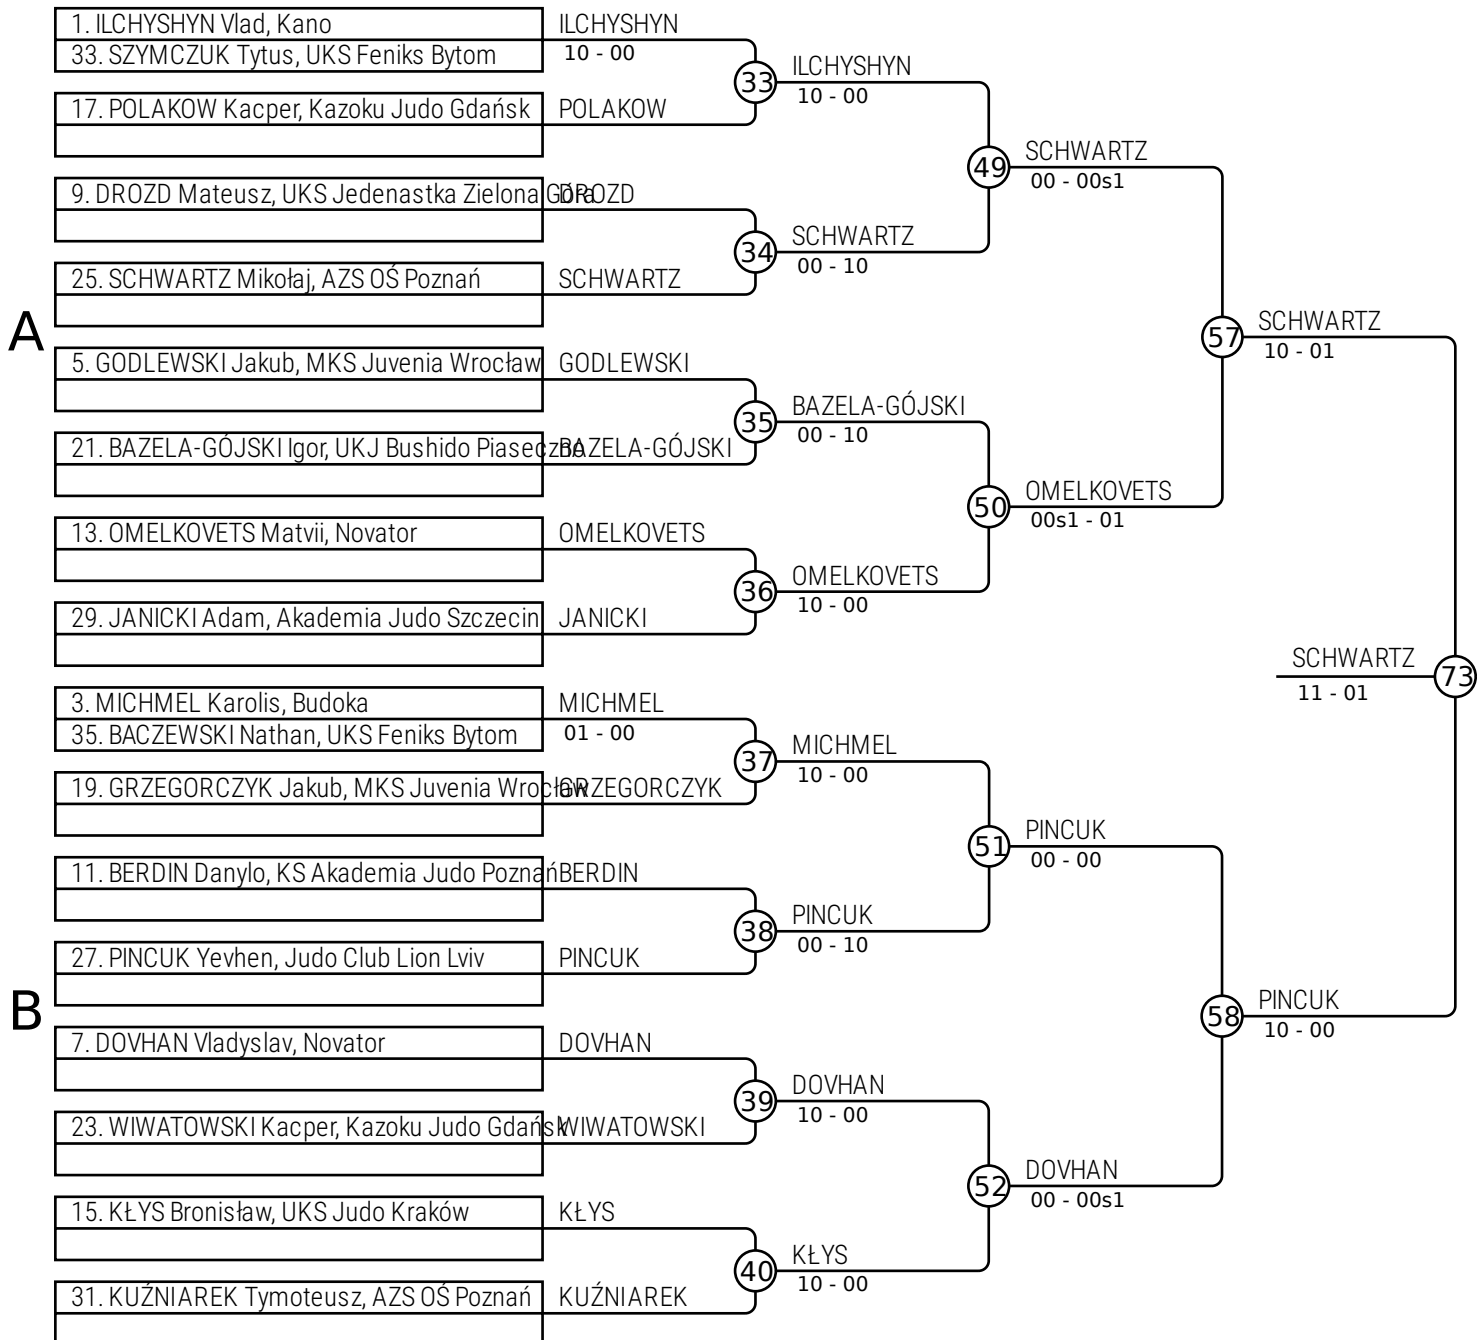 1. ILCHYSHYN Vlad, Kano
33. SZYMCZUK Tytus, UKS Feniks Bytom
ILCHYSHYN
10 - 00
17. POLAKOW Kacper, Kazoku Judo Gdańsk
POLAKOW
33
ILCHYSHYN
10 - 00
9. DROZD Mateusz, UKS Jedenastka Zielona Góra
DROZD
25. SCHWARTZ Mikołaj, AZS OŚ Poznań
SCHWARTZ
34
SCHWARTZ
00 - 10
49
SCHWARTZ
00 - 00s1
A
5. GODLEWSKI Jakub, MKS Juvenia Wrocław
GODLEWSKI
21. BAZELA-GÓJSKI Igor, UKJ Bushido Piaseczno
BAZELA-GÓJSKI
35
BAZELA-GÓJSKI
00 - 10
13. OMELKOVETS Matvii, Novator
OMELKOVETS
29. JANICKI Adam, Akademia Judo Szczecin
JANICKI
36
OMELKOVETS
10 - 00
50
OMELKOVETS
00s1 - 01
57
SCHWARTZ
10 - 01
3. MICHMEL Karolis, Budoka
35. BACZEWSKI Nathan, UKS Feniks Bytom
MICHMEL
01 - 00
19. GRZEGORCZYK Jakub, MKS Juvenia Wrocław
GRZEGORCZYK
37
MICHMEL
10 - 00
11. BERDIN Danylo, KS Akademia Judo Poznań
BERDIN
27. PINCUK Yevhen, Judo Club Lion Lviv
PINCUK
38
PINCUK
00 - 10
51
PINCUK
00 - 00
B
7. DOVHAN Vladyslav, Novator
DOVHAN
23. WIWATOWSKI Kacper, Kazoku Judo Gdańsk
WIWATOWSKI
39
DOVHAN
10 - 00
15. KŁYS Bronisław, UKS Judo Kraków
KŁYS
31. KUŹNIAREK Tymoteusz, AZS OŚ Poznań
KUŹNIAREK
40
KŁYS
10 - 00
52
DOVHAN
00 - 00s1
58
PINCUK
10 - 00
SCHWARTZ
11 - 01
73